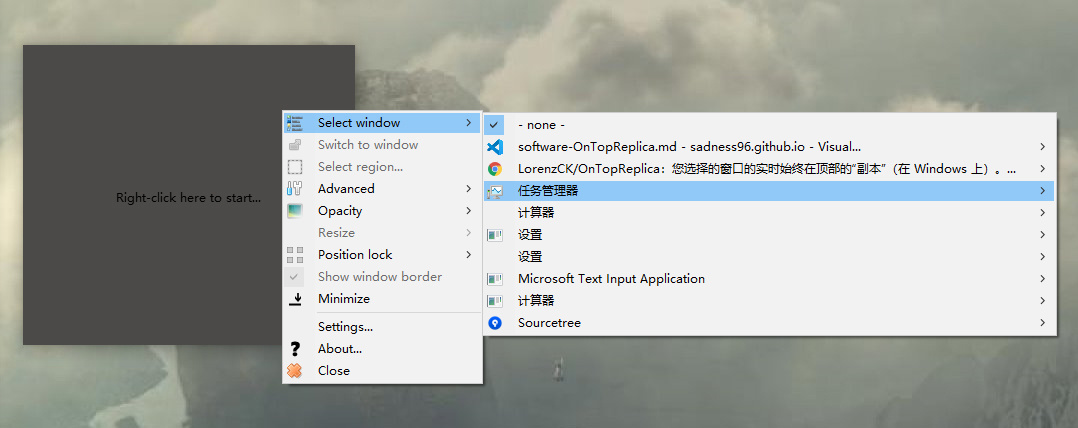 Right-click here to start...
Select window
Switch to window
Select region...
Advanced
Opacity
Resize
Position lock
Show window border
Minimize
Settings...
About...
Close
- none -
software-OnTopReplica.md - sadness96.github.io - Visual...
LorenzCK/OnTopReplica：您选择的窗口的实时始终在顶部的“副本”（在 Windows 上）。...
任务管理器
计算器
设置
设置
Microsoft Text Input Application
计算器
Sourcetree